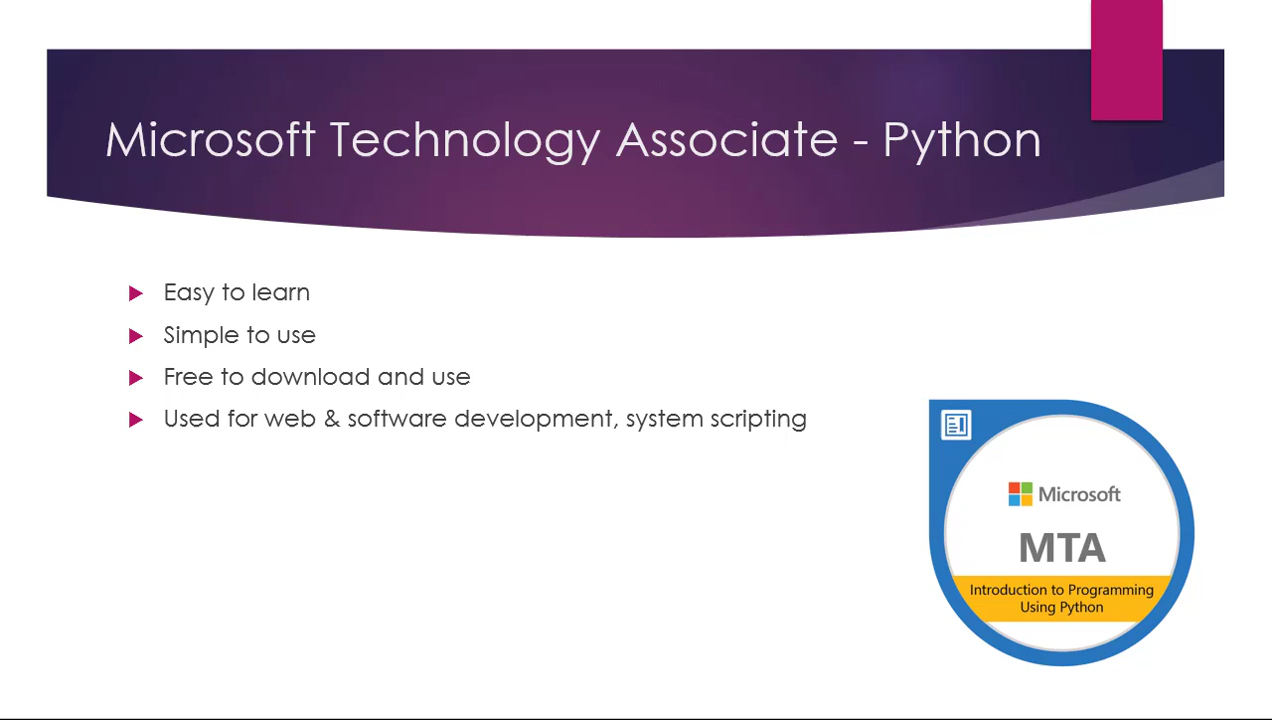 Microsoft Technology Associate - Python
Easy to learn
Simple to use
Free to download and use
Used for web & software development, system scripting
Microsoft
MTA
Introduction to Programming
Using Python